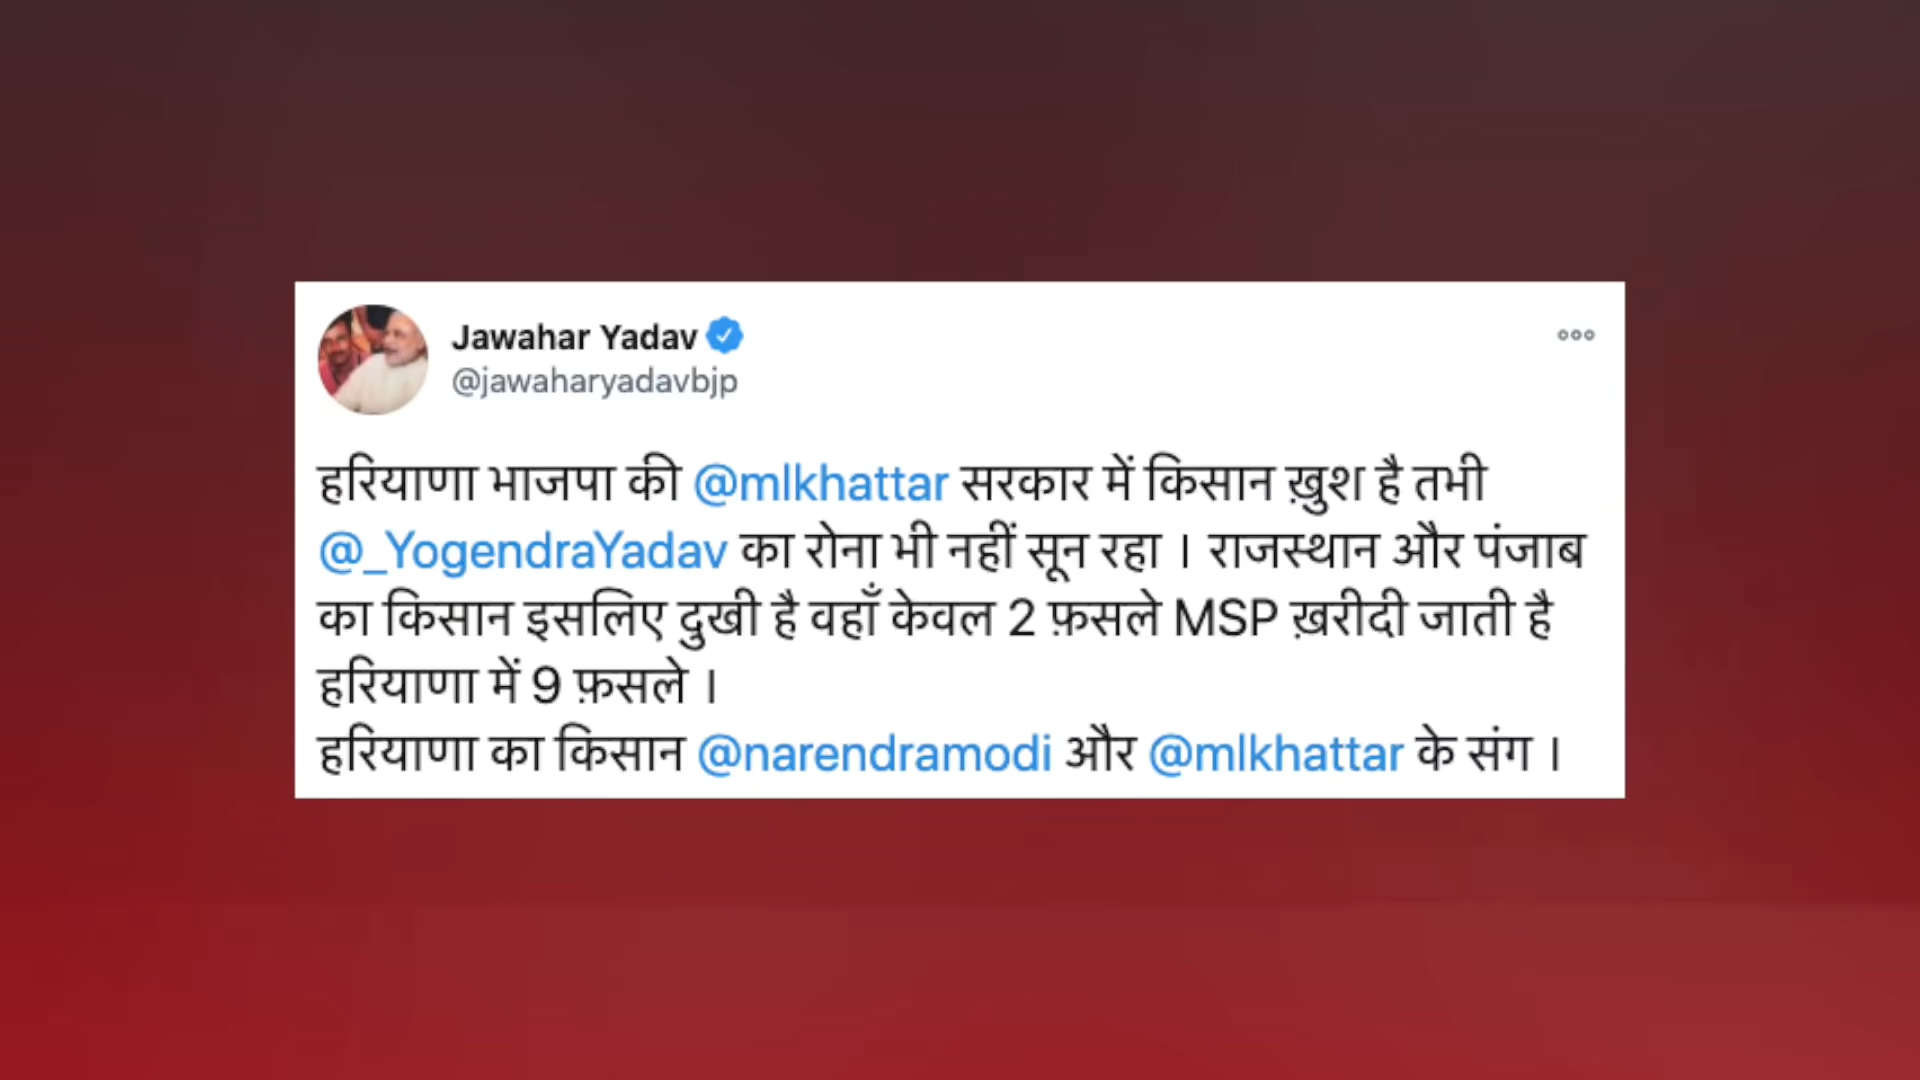 Jawahar Yadav
@jawaharyadavbjp
हरियाणा भाजपा की @mlkhattar सरकार में किसान ख़ुश है तभी
@_YogendraYadav का रोना भी नहीं सून रहा । राजस्थान और पंजाब
का किसान इसलिए दुखी है वहाँ केवल 2 फ़सले MSP ख़रीदी जाती है
हरियाणा में 9 फ़सले ।
हरियाणा का किसान @narendramodi और @mlkhattar के संग ।